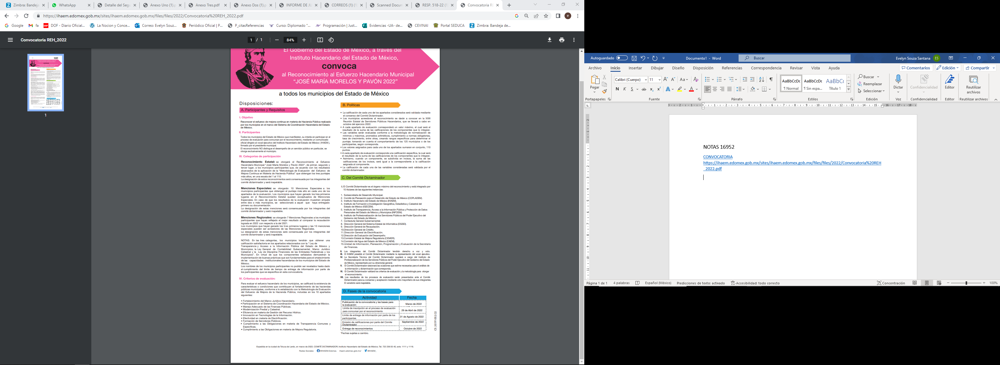 Zimbra: Bandeja
WhatsApp
Detalle del Segu
Anexo Uno (1).p
Anexo Tres.pdf
Anexo Dos (1).p
INFORME DE JU
CORREOS (1) (1
Scanned Docum
RESP. 518-22 (1)
Convocatoria RE
https://ihaem.edomex.gob.mx/sites/ihaem.edomex.gob.mx/files/files/2022/Convocatoria%20REH_2022.pdf
Google
fa
DOF - Diario Oficial...
La Nocion y Conce...
Correo: Evelyn Souz...
Periódico Oficial | P...
P_citasReferencias
Curso: Diplomado "...
Programación | Just...
Evidencias -UA- de...
CEVINAI
Portal SEDUCA
Zimbra: Bandeja de...
Convocatoria REH_2022
1 / 1
84%
1
El Gobierno del Estado de México, a través del
Instituto Hacendario del Estado de México,
convoca
al Reconocimiento al Esfuerzo Hacendario Municipal
“JOSÉ MARÍA MORELOS Y PAVÓN 2022”
a todos los municipios del Estado de México
Disposiciones:
A. Participantes y Requisitos
I. Objetivo
Reconocer el esfuerzo de mejora continua en materia de Hacienda Pública realizado
por los municipios en el marco del Sistema de Coordinación Hacendaria del Estado
de México.
II. Participantes
Todos los municipios del Estado de México que manifiesten, su interés en participar en el
proceso de evaluación para concursar por el reconocimiento, mediante un comunicado
oficial dirigido al vocal ejecutivo del Instituto Hacendario del Estado de México ( IHAEM ),
firmado por el presidente municipal.
El reconocimiento NO distingue el desempeño de un servidor público en particular, se
otorga exclusivamente al municipio.
III. Categorías de participación
Reconocimiento Estatal: se otorgará el Reconocimiento al Esfuerzo
Hacendario Municipal “José María Morelos y Pavón 2022”, de primer, segundo y
tercer lugar, a los municipios participantes que, de acuerdo con los resultados
alcanzados de la aplicación de la “Metodología de Evaluación del Esfuerzo de
Mejora Continua en Materia de Hacienda Pública” que obtengan los tres puntajes
más altos, en una escala del 1 al 110.
La designación de estos reconocimientos será consensuada por los integrantes del
comité dictaminador y será inapelable.
Menciones Especiales: se otorgarán 10 Menciones Especiales a los
municipios participantes que obtengan el puntaje más alto en cada uno de los
apartados de la evaluación. Los municipios que hayan ganado los tres primeros
lugares en el Reconocimiento Estatal quedan exceptuados de Menciones
Especiales. En caso de que los resultados de la evaluación muestren empate
entre dos o más municipios, se seleccionará a aquel que haya entregado
primero su documentación.
La designación de estas menciones será consensuada por los integrantes del
comité dictaminador y será inapelable.
Menciones Regionales: se otorgarán 7 Menciones Regionales a los municipios
participantes que hayan reflejado el mejor resultado al comparar la recaudación
lograda en 2022 con respecto a la del 2021.
Los municipios que hayan ganado los tres primeros lugares y las 10 menciones
especiales pueden ser acreedores de las Menciones Regionales.
La designación de estas menciones será consensuada por los integrantes del
comité dictaminador y será inapelable.
NOTAS: En las tres categorías, los municipios tendrán que obtener una
calificación satisfactoria en los apartados relacionados con la “ Ley de
Transparencia y Acceso a la Información Pública del Estado de México y
Municipios, la Ley General de Contabilidad Gubernamental, Marco Jurídico
Catastral y la Ley de Disciplina Financiera de las Entidades Federativas y los
Municipios”. En virtud de que los componentes señalados demuestran la
implementación de buenas prácticas que son fundamentales para el ortalecimiento
de las capacidades institucionales hacendarias de los municipios del Estado de
México.
Los nombres de los municipios participantes no podrán ser revelados hasta dado
el cumplimiento del límite de tiempo de entrega de información por parte de
los participantes que se especifica en esta convocatoria.
IV. Criterios de evaluación:
Para evaluar el esfuerzo hacendario de los municipios, se calificará la existencia de
características o condiciones que contribuyen al fortalecimiento de las haciendas
públicas municipales, conforme a lo establecido con la Metodología de Evaluación
del Esfuerzo de Mejora de la Hacienda Pública, incluidas en los 10 apartados
siguientes:
• Fortalecimiento del Marco Jurídico Hacendario.
• Participación en el Sistema de Coordinación Hacendaria del Estado de México.
• Manejo Adecuado de las Finanzas Públicas.
• Modernización Predial y Catastral.
• Eficiencia en materia de Gestión del Recurso Hídrico.
• Innovación en Tecnologías de la Información.
• Efectividad en materia de Electrificación.
• Formación de Servidores Públicos.
• Cumplimiento a las Obligaciones en materia de Transparencia Comunes y
Específicas.
• Cumplimiento a las Obligaciones en materia de Mejora Regulatoria.
B. Políticas
• La calificación de cada uno de los apartados considerados será validada mediante
el consenso del Comité Dictaminador.
• Los municipios acreedores al reconocimiento se darán a conocer en la XXIII
Reunión Estatal de Servidores Públicos Hacendarios, que se llevará a cabo en
octubre del ejercicio 2022.
• A cada apartado de evaluación corresponderá un valor máximo, el cual será el
resultado de la suma de las calificaciones de los componentes que lo integran.
• Las variables serán evaluadas conforme a la metodología de normalización de
mínimos y máximos, promedios aritméticos, cumplimiento a normas obligatorias,
tasa de crecimiento, entre otras, creando rangos específicos para determinar el
puntaje; tomando en cuenta el comportamiento de los 125 municipios o de los
participantes, según corresponda.
• Los valores asignados para cada uno de los apartados sumaran en conjunto, 110
puntos.
• A cada apartado de evaluación corresponde una calificación específica, la cual será
el resultado de la suma de las calificaciones de los componentes que lo integran.
• Asimismo, cuando un componente, se subdivida en incisos, la suma de las
calificaciones de los incisos, será igual a la correspondiente a la calificación
asignada al componente.
• La calificación de cada una de las variables consideradas será validada por el
comité dictaminador.
C. Del Comité Dictaminador
I. El Comité Dictaminador es el órgano máximo del reconocimiento y está integrado por
15 titulares de las siguientes instancias:
1. Subsecretaría de Desarrollo Municipal.
2. Comité de Planeación para el Desarrollo del Estado de México (COPLADEM).
3. Instituto Hacendario del Estado de México (IHAEM).
4. Instituto de Formación e Investigación Geográfica, Estadística y Catastral del
Estado de México (IGECEM).
5. Instituto de Transparencia, Acceso a la Información Pública y Protección de Datos
Personales del Estado de México y Municipios (INFOEM).
6. Instituto de Profesionalización de los Servidores Públicos del Poder Ejecutivo del
Gobierno del Estado de México.
7. Contaduría General Gubernamental.
8. Dirección General del Sistema Estatal de Informática (DGSEI).
9. Dirección General de Recaudación.
10.Dirección General de Crédito.
11.Dirección General de Electrificación.
12.Dirección de Evaluación del Desempeño.
13.Comisión Estatal de Mejora Regulatoria (CEMER).
14.Comisión del Agua del Estado de México (CAEM).
15.Unidad de Información, Planeación, Programación y Evaluación de la Secretaría
de Finanzas.
II. Los integrantes del Comité Dictaminador tendrán derecho a voz y voto.
III. El IHAEM presidirá el Comité Dictaminador mediante la representación del vocal ejecutivo.
IV. La Secretaría Técnica del Comité Dictaminador quedará a cargo del Instituto de
Profesionalización de los Servidores Públicos del Poder Ejecutivo del Gobierno del Estado
de México, representado por su director(a) general.
V. El Comité Dictaminador sesionará las ocasiones que estime necesarias para el análisis de
la información y dictaminación que corresponda.
VI. El Comité Dictaminador validará los criterios de evaluación y la metodología para otorgar
el reconocimiento.
VII. Los resultados de los procesos de evaluación serán presentados ante el Comité
Dictaminador para su consenso y aceptación mediante voto mayoritario de sus integrantes.
El veredicto será inapelable.
D. Fases de la convocatoria
Actividad Fecha
Publicación de la convocatoria y las bases para
la evaluación Marzo de 2022
Límite de inscripción en el proceso de evaluación
para concursar por el reconocimiento 29 de Abril de 2022
Límite de entrega de información por parte de los
participantes 31 de Agosto de 2022
Emisión de calificaciones por parte del Cómite
Dictaminador Septiembre de 2022
Entrega de reconocimientos Octubre de 2022
*Fechas sujetas a cambio.
CE:207/F/052/22
Expedida en la ciudad de Toluca de Lerdo, en marzo de 2022; COMITÉ DICTAMINADOR; Instituto Hacendario del Estado de México; Tel. 722 236 05 40, exts: 1111 y 1116.
Redes Sociales: @IHAEM.Edomex. ihaem.edomex.gob.mx/ @IHAEM_
Autoguardado
Documento1 - Word
Buscar
Evelyn Souza Santana ES
Archivo Inicio Insertar Dibujar Diseño Disposición Referencias Correspondencia Revisar Vista Ayuda
Comentarios Edición Compartir
Pegar
Calibri (Cuerpo) 11
N K S ab x₂ x²
AaBbCcDc AaBbCcDc AaBbCc
¶ Normal ¶ Sin espa... Título 1
Buscar
Reemplazar
Seleccionar
Dictar
Confidencialidad
Editor
Reutilizar
archivos
Portapapeles Fuente Párrafo Estilos Edición Voz Confidencialidad Editor Reutilizar archivos
NOTAS 16952
CONVOCATORIA
https://ihaem.edomex.gob.mx/sites/ihaem.edomex.gob.mx/files/files/2022/Convocatoria%20REH
_2022.pdf
Página 1 de 1 4 palabras Español (México) Predicciones de texto: activado Accesibilidad: todo correcto Concentración 100%